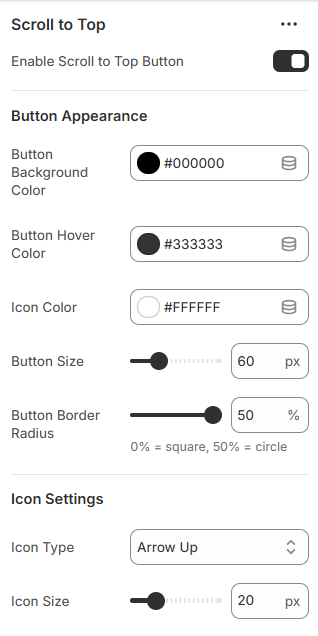 Scroll to Top
Enable Scroll to Top Button
Button Appearance
Button
Background
Color
#000000
Button Hover
Color
#333333
Icon Color
#FFFFFF
Button Size
60 px
Button Border
Radius
50 %
0% = square, 50% = circle
Icon Settings
Icon Type
Arrow Up
Icon Size
20 px